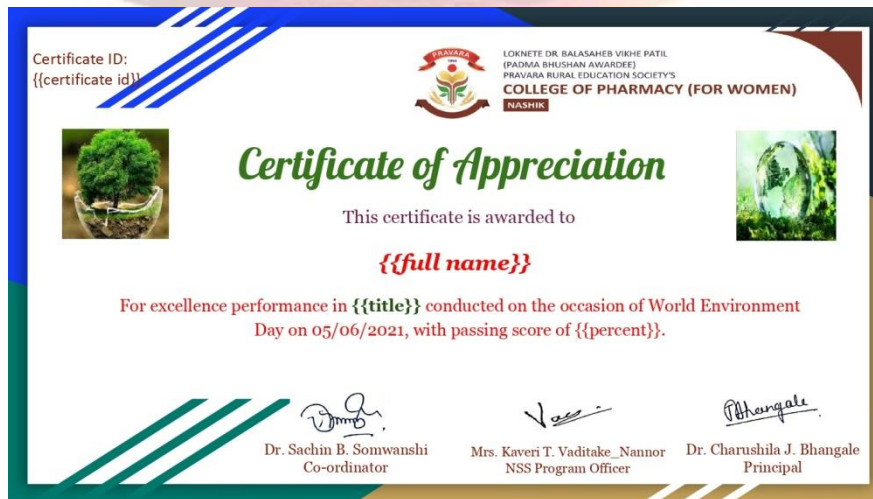 Certificate ID:
{{certificate id}}
PRAVARA
LOKNETE DR. BALASAHEB VIKHE PATIL
(PADMA BHUSHAN AWARDEE)
PRAVARA RURAL EDUCATION SOCIETY'S
COLLEGE OF PHARMACY (FOR WOMEN)
NASHIK
Certificate of Appreciation
This certificate is awarded to
{{full name}}
For excellence performance in {{title}} conducted on the occasion of World Environment
Day on 05/06/2021, with passing score of {{percent}}.
Dr. Sachin B. Somwanshi
Co-ordinator
Mrs. Kaveri T. Vaditake_Nannor
NSS Program Officer
Dr. Charushila J. Bhangale
Principal